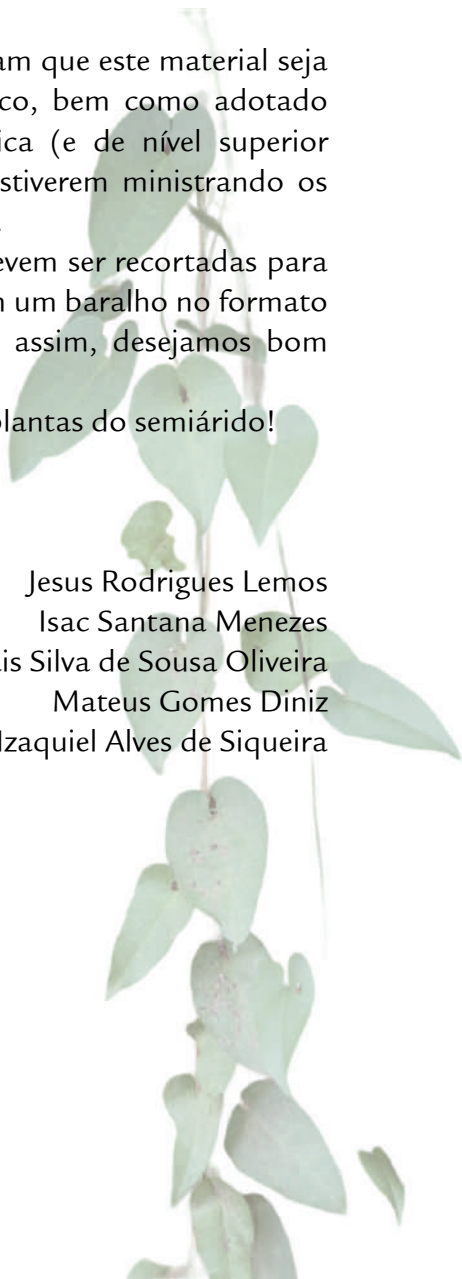 am que este material seja
co, bem como adotado
ica (e de nível superior
stiverem ministrando os
.
evem ser recortadas para
um baralho no formato
assim, desejamos bom
plantas do semiárido!
Jesus Rodrigues Lemos
Isac Santana Menezes
is Silva de Sousa Oliveira
Mateus Gomes Diniz
Izaquiel Alves de Siqueira